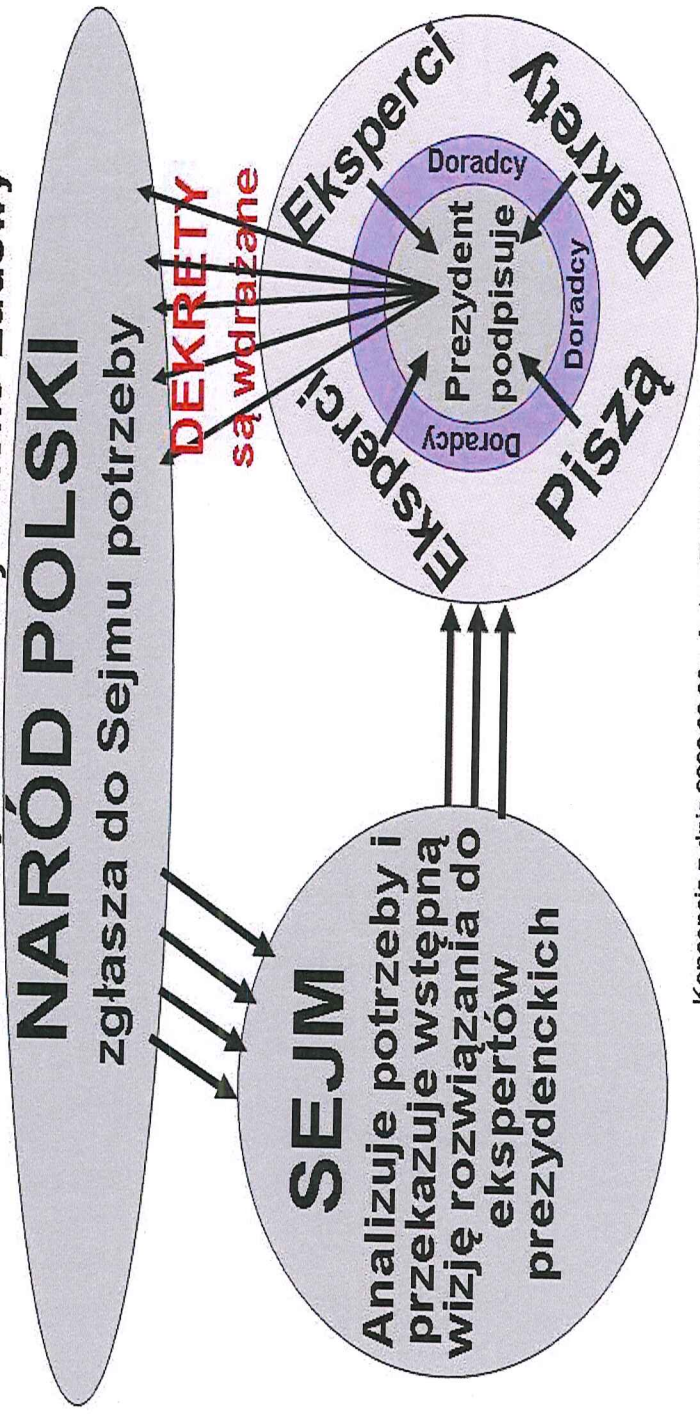 NARÓD POLSKI
zgłasza do Sejmu potrzeby
DEKRETY
są wdrażane
SEJM
Analizuje potrzeby i
przekazuje wstępną
wizję rozwiązania do
ekspertów
prezydenckich
Eksperci
Eksperci
Piszą
Dekrety
Doradcy
Doradcy
Doradcy
Prezydent
podpisuje